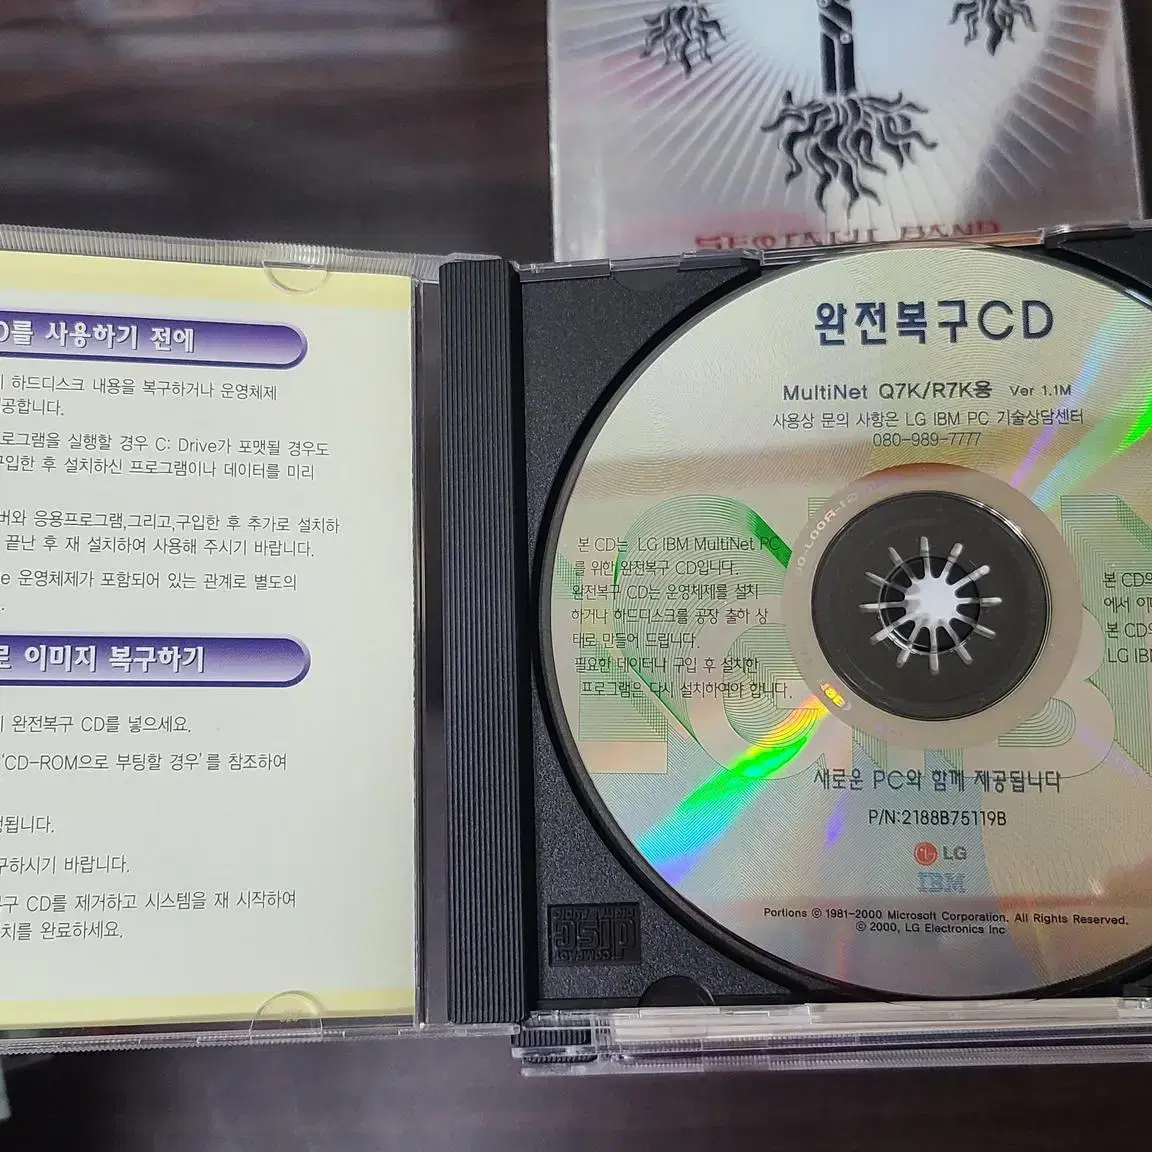 D를 사용하기 전에
하드디스크 내용을 복구하거나 운영체제
공합니다.
로그램을 실행할 경우 C: Drive가 포맷될 경우도
구입한 후 설치하신 프로그램이나 데이터를 미리
버와 응용프로그램,그리고,구입한 후 추가로 설치하
끝난 후 재 설치하여 사용해 주시기 바랍니다.
e 운영체제가 포함되어 있는 관계로 별도의
로 이미지 복구하기
완전복구 CD를 넣으세요.
'CD-ROM으로 부팅할 경우'를 참조하여
됩니다.
구하시기 바랍니다.
구 CD를 제거하고 시스템을 재 시작하여
치를 완료하세요.
완전복구CD
MultiNet Q7K/R7K용 Ver 1.1M
사용상 문의 사항은 LG IBM PC 기술상담센터
080-989-7777
본 CD는 LG IBM MultiNet PC
를 위한 완전복구 CD입니다.
완전복구 CD는 운영체제를 설치
하거나 하드디스크를 공장 출하 상
태로 만들어 드립니다.
필요한 데이터나 구입 후 설치한
프로그램은 다시 설치하여야 합니다.
본 CD의
에서 이
본 CD의
LG IBM
새로운 PC와 함께 제공됩니다
P/N:2188B75119B
LG
IBM
Portions © 1981-2000 Microsoft Corporation. All Rights Reserved.
© 2000, LG Electronics Inc